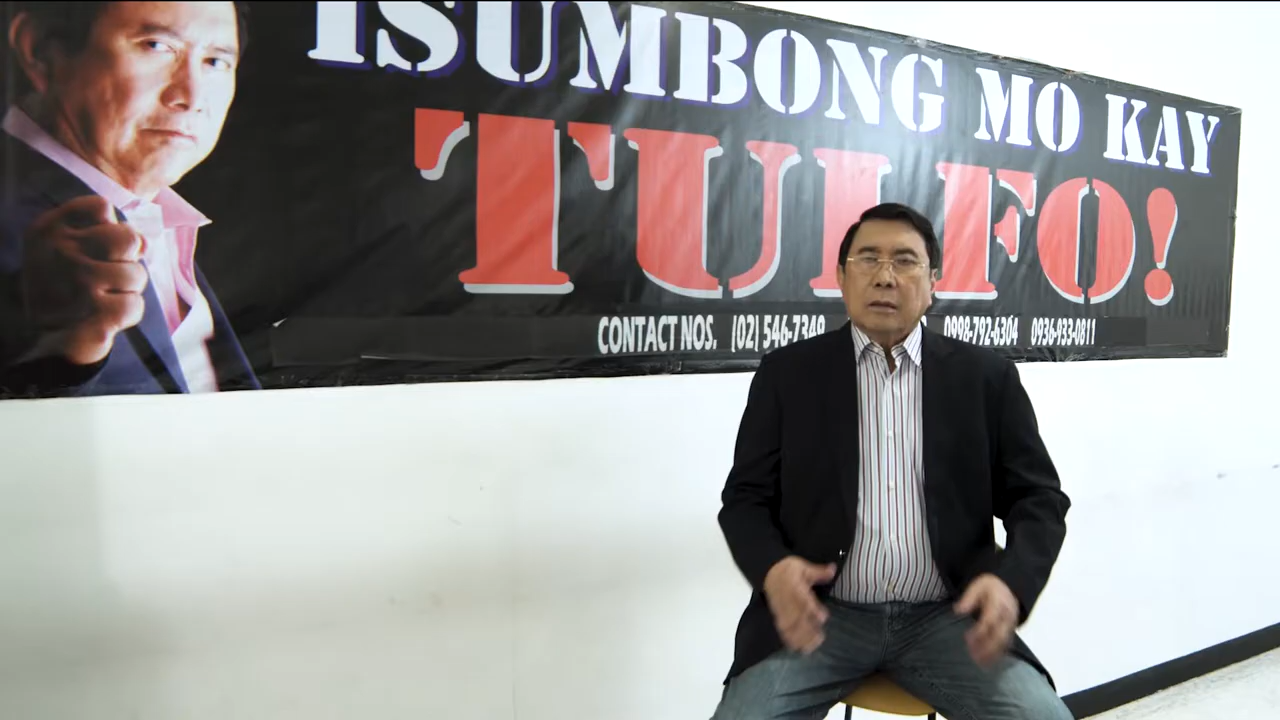 ISUMBONG MO KAY
TULFO!
CONTACT NOS. (02) 546-7349 0998-792-6304 0936-933-0811